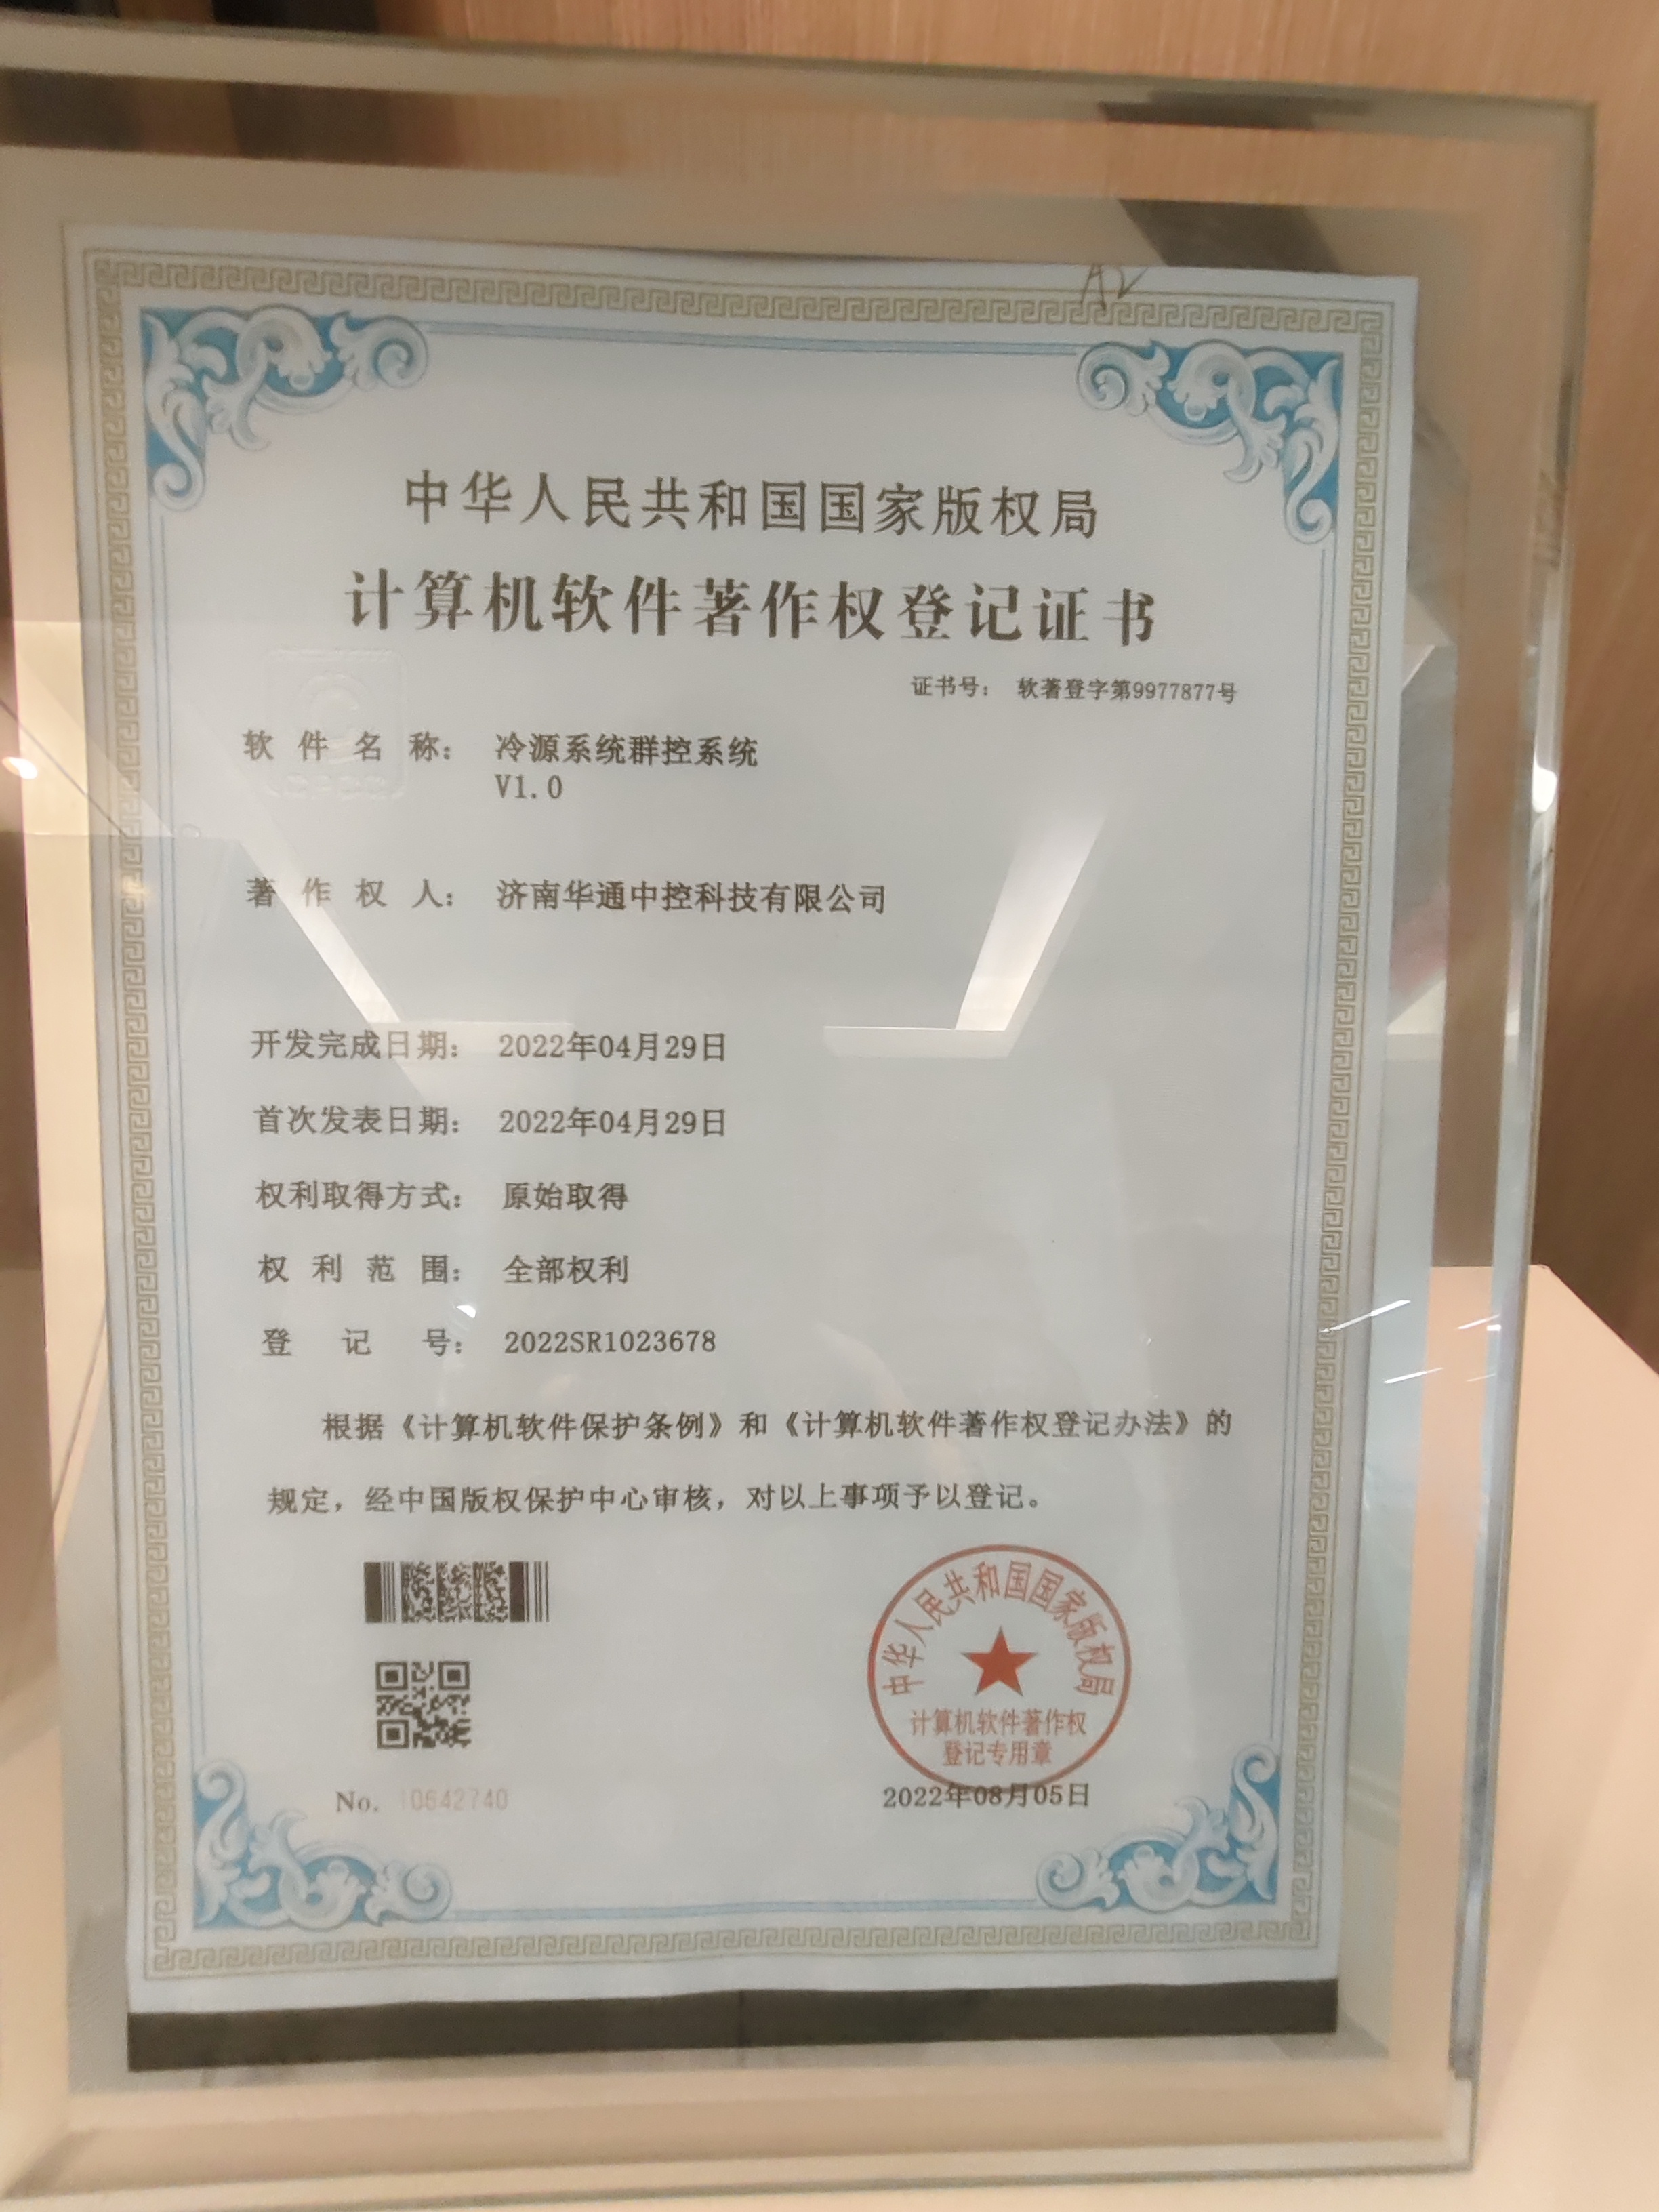 中华人民共和国国家版权局
计算机软件著作权登记证书
证书号： 软著登字第9977877号
软件名称： 冷源系统群控系统
V1.0
著作权人： 济南华通中控科技有限公司
开发完成日期： 2022年04月29日
首次发表日期： 2022年04月29日
权利取得方式： 原始取得
权利范围： 全部权利
登记号： 2022SR1023678
根据《计算机软件保护条例》和《计算机软件著作权登记办法》的
规定，经中国版权保护中心审核，对以上事项予以登记。
中华人民共和国国家版权局
计算机软件著作权
登记专用章
No. 10642740
2022年08月05日